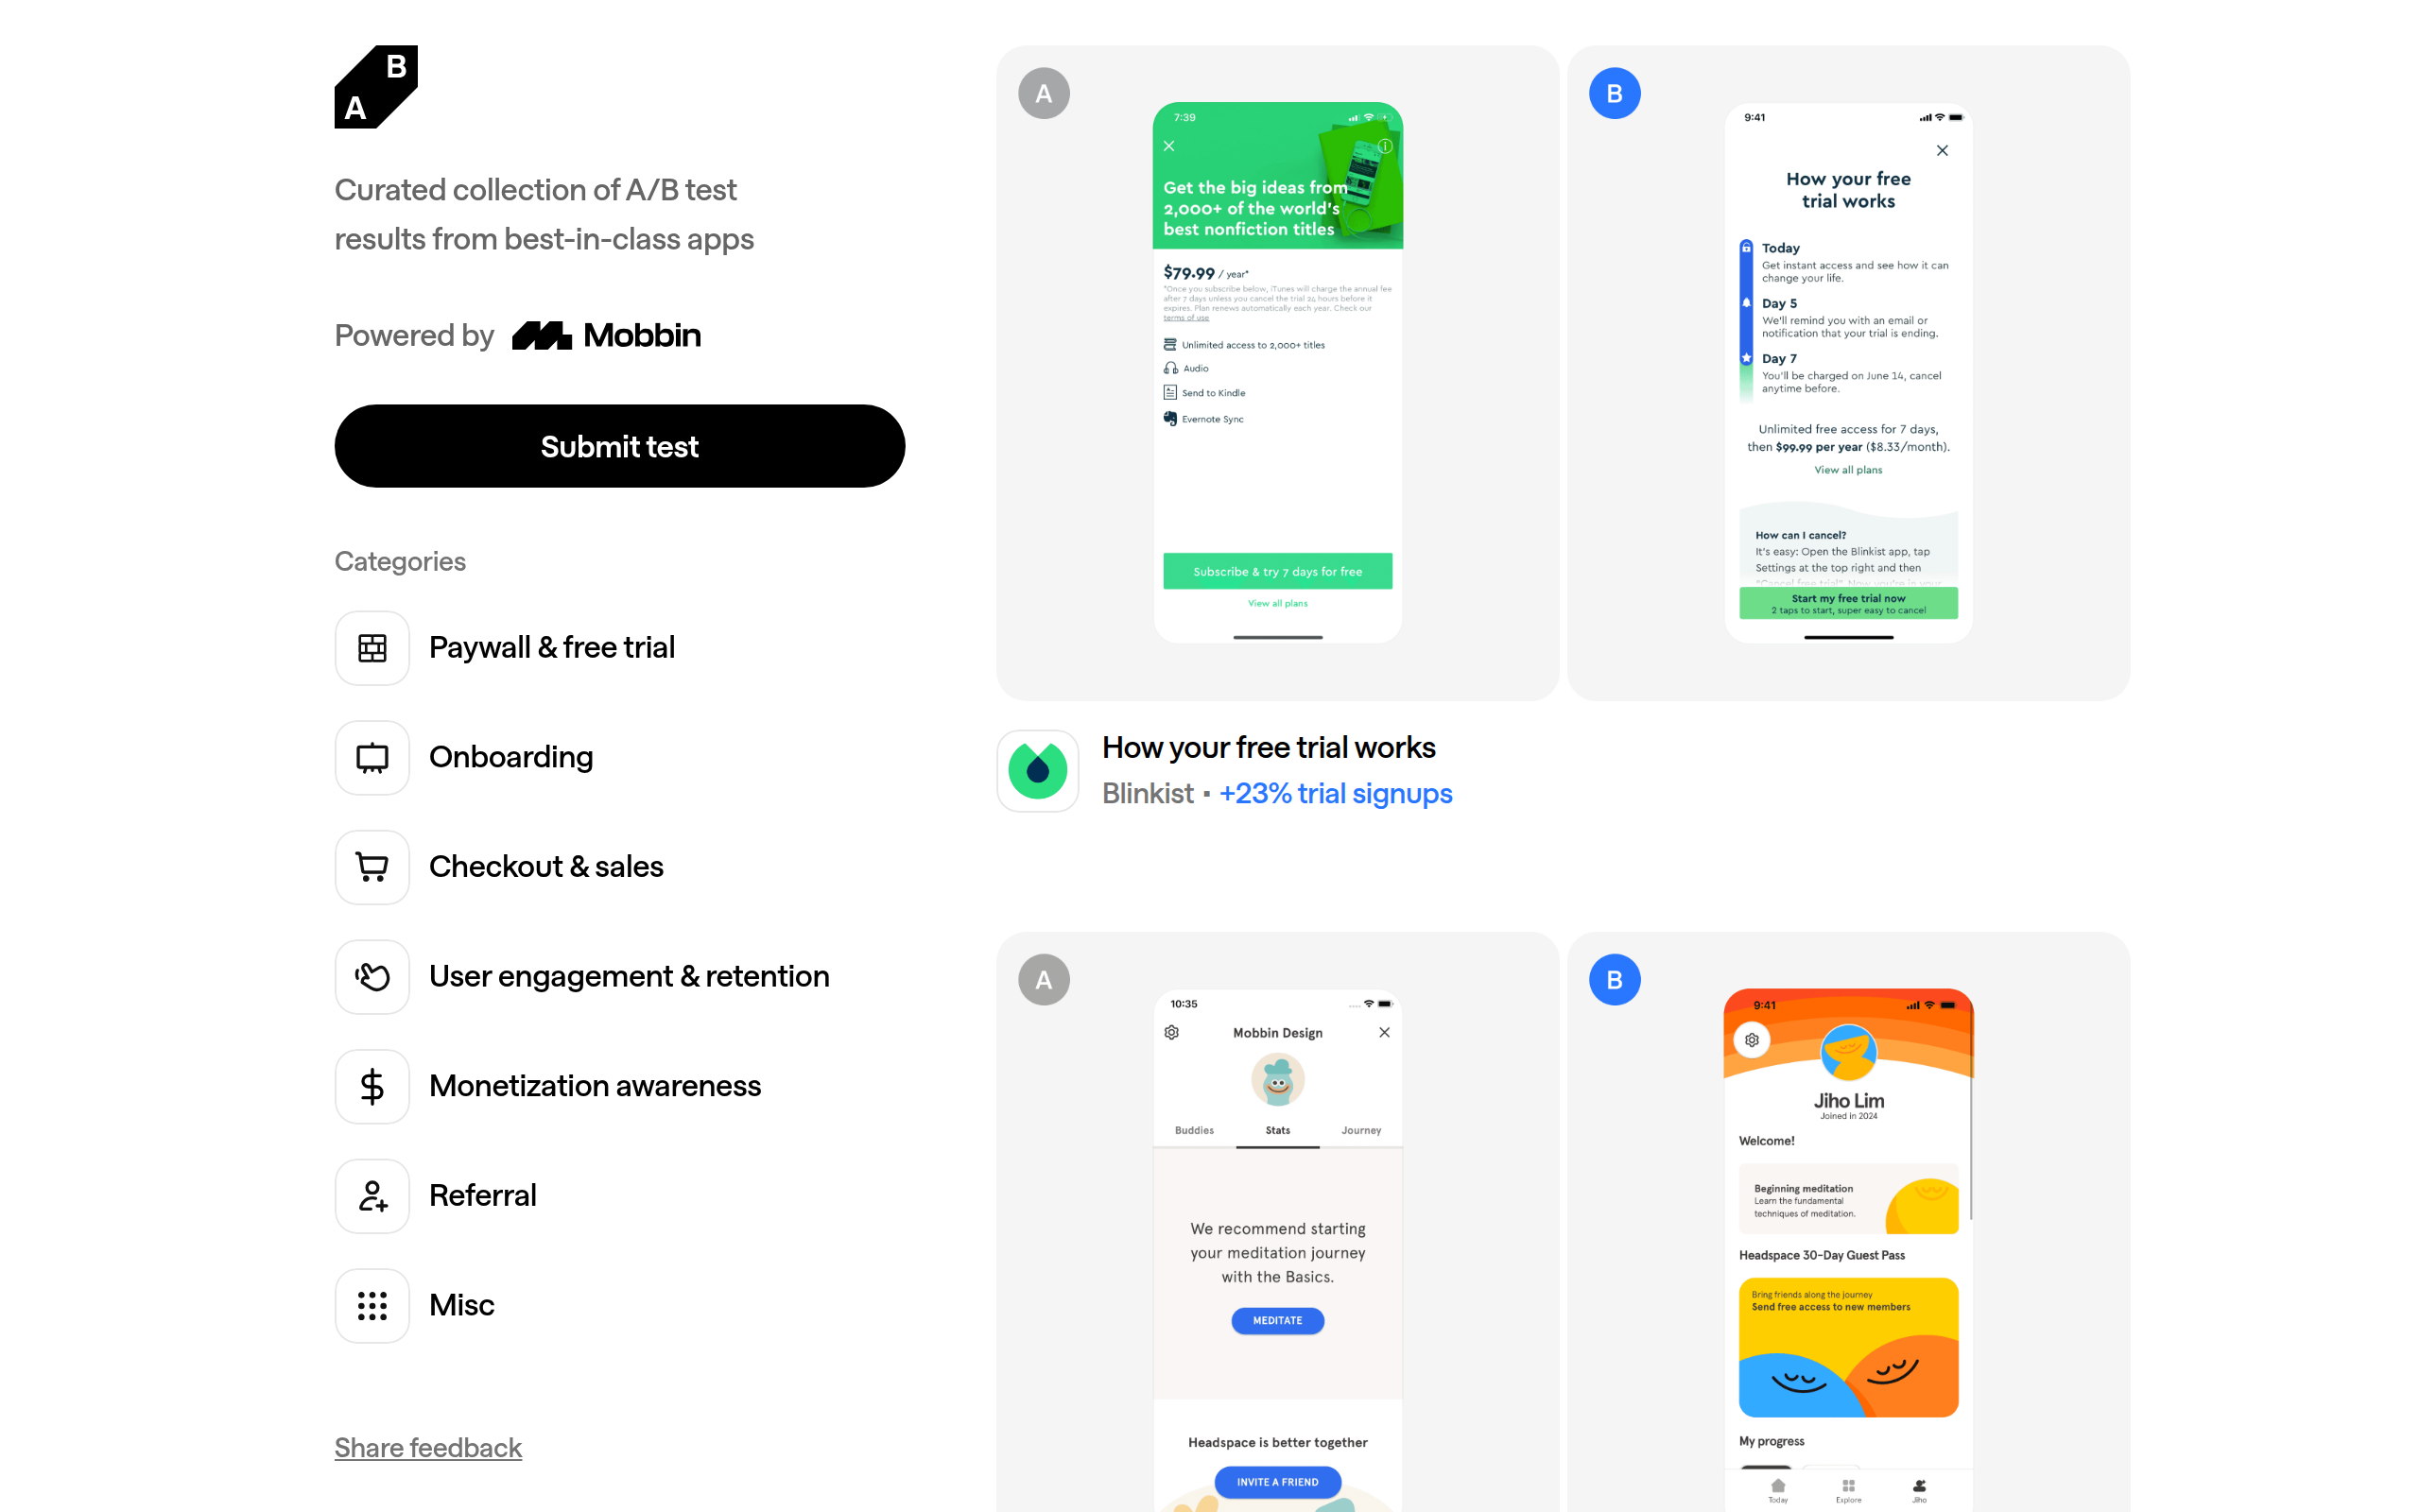 A B
Curated collection of A/B test
results from best-in-class apps
Powered by Mobbin
Submit test
Categories
Paywall & free trial
Onboarding
Checkout & sales
User engagement & retention
Monetization awareness
Referral
Misc
Share feedback
A
7:39
Get the big ideas from
2,000+ of the world's
best nonfiction titles
$79.99 / year*
*Once you subscribe below, iTunes will charge the annual fee
after 7 days unless you cancel the trial 24 hours before it
expires. Plan renews automatically each year. Check our
terms of use
Unlimited access to 2,000+ titles
Audio
Send to Kindle
Evernote Sync
Subscribe & try 7 days for free
View all plans
B
9:41
How your free
trial works
Today
Get instant access and see how it can
change your life.
Day 5
We'll remind you with an email or
notification that your trial is ending.
Day 7
You'll be charged on June 14, cancel
anytime before.
Unlimited free access for 7 days,
then $99.99 per year ($8.33/month).
View all plans
How can I cancel?
It's easy: Open the Blinkist app, tap
Settings at the top right and then
"Cancel free trial". Now you're in your
Start my free trial now
2 taps to start, super easy to cancel
How your free trial works
Blinkist · +23% trial signups
A
10:35
Mobbin Design
Buddies Stats Journey
We recommend starting
your meditation journey
with the Basics.
MEDITATE
Headspace is better together
INVITE A FRIEND
B
9:41
Jiho Lim
Joined in 2024
Welcome!
Beginning meditation
Learn the fundamental
techniques of meditation.
Headspace 30-Day Guest Pass
Bring friends along the journey
Send free access to new members
My progress
Today Explore Jiho